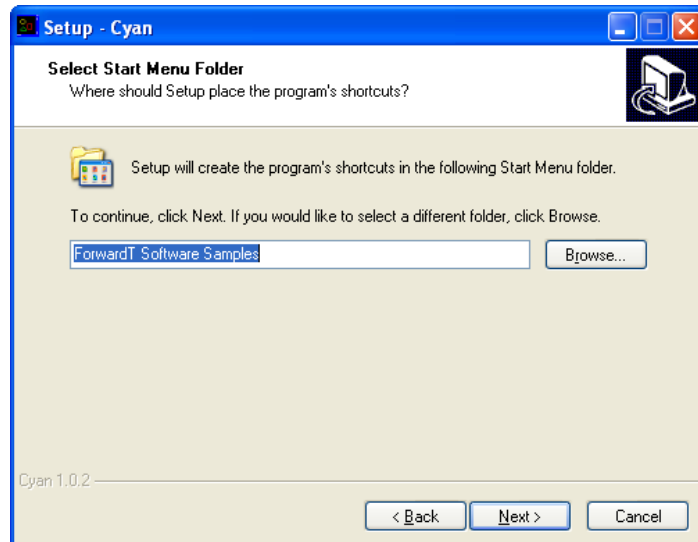 Setup - Cyan
Select Start Menu Folder
Where should Setup place the program's shortcuts?
Setup will create the program's shortcuts in the following Start Menu folder.
To continue, click Next. If you would like to select a different folder, click Browse.
ForwardT Software Samples
Browse...
Cyan 1.0.2
< Back
Next >
Cancel